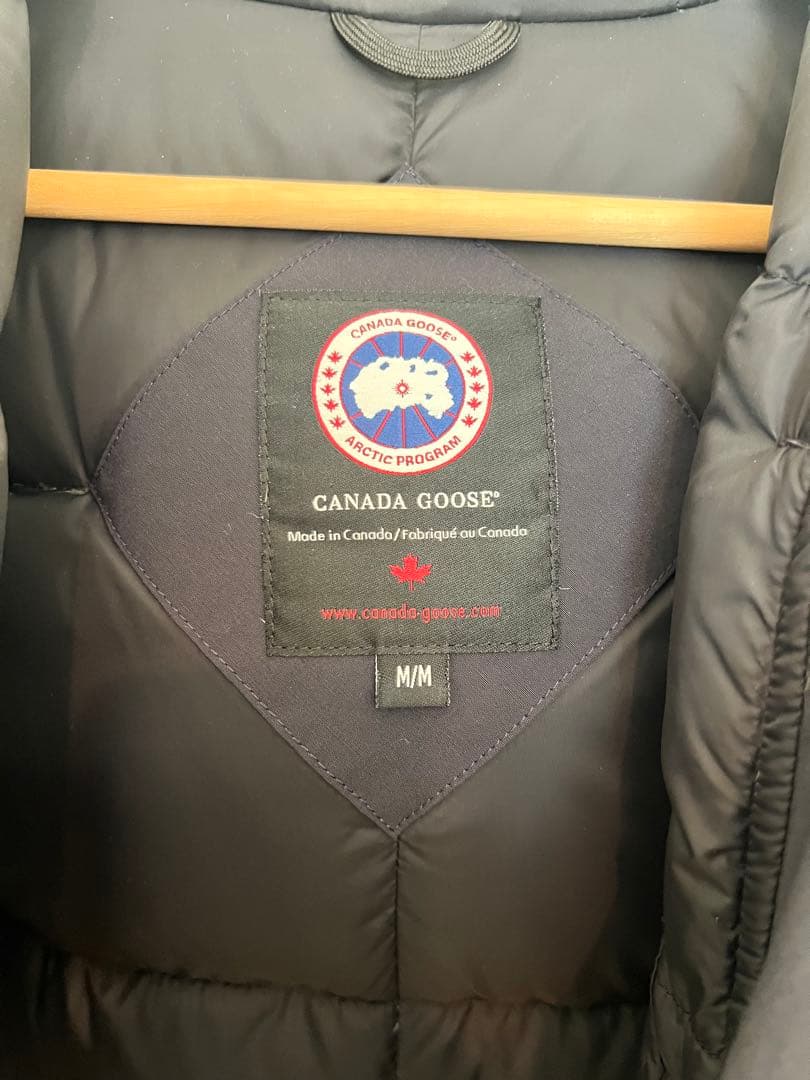 CANADA GOOSE®
ARCTIC PROGRAM
CANADA GOOSE®
Made in Canada/Fabriqué au Canada
www.canada-goose.com
M/M